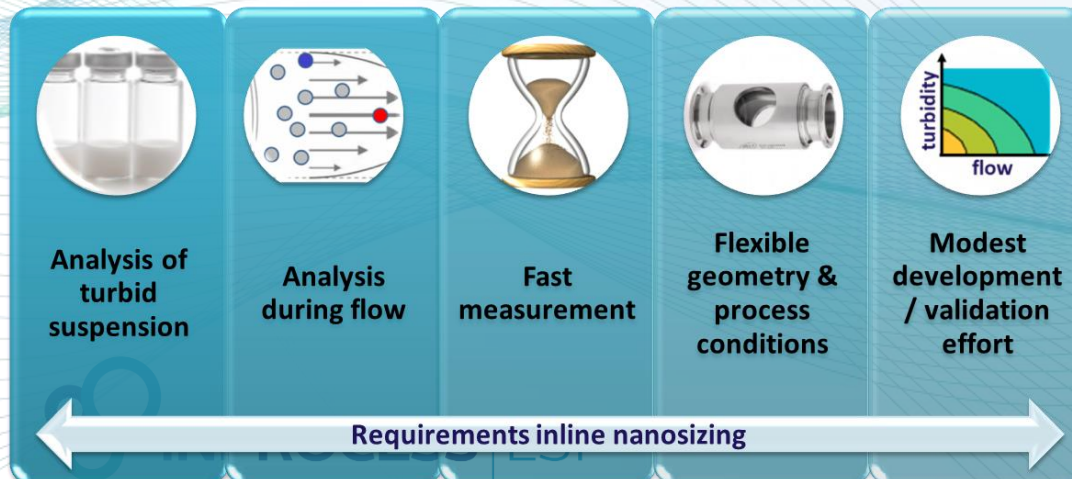 turbidity
flow
Analysis of
turbid
suspension
Analysis
during flow
Fast
measurement
Flexible
geometry &
process
conditions
Modest
development
/ validation
effort
Requirements inline nanosizing